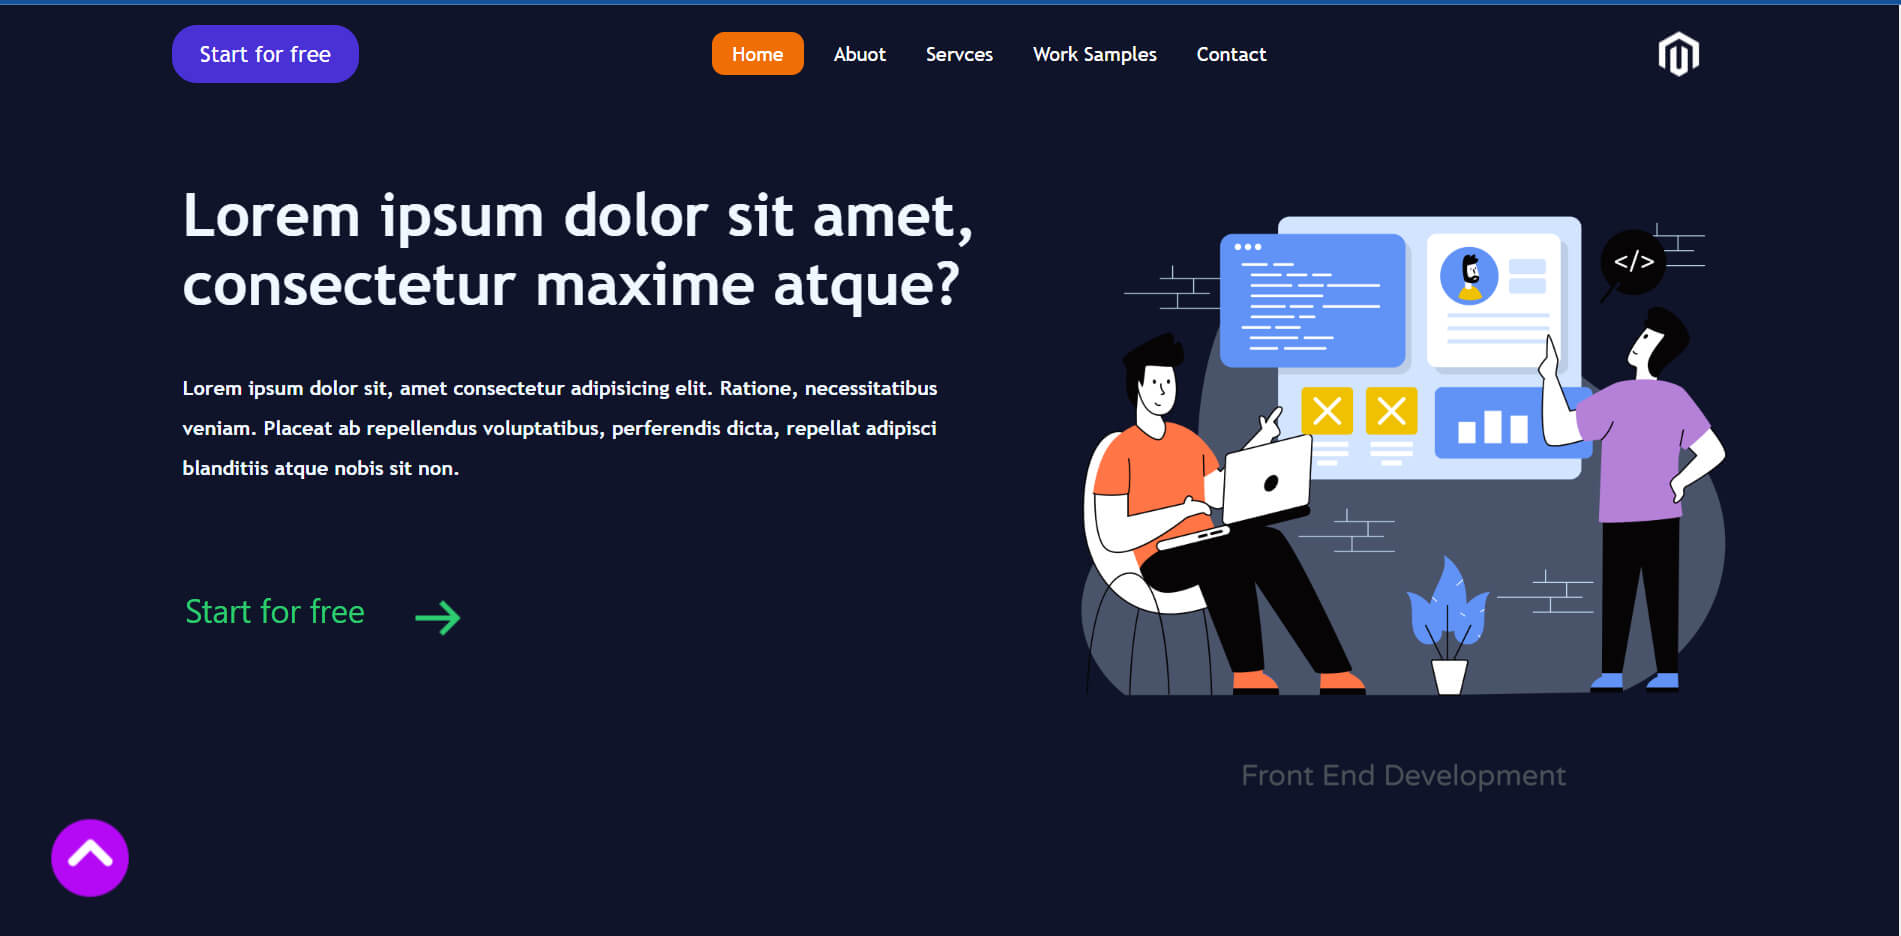 Start for free
Home
Abuot
Servces
Work Samples
Contact
Lorem ipsum dolor sit amet,
consectetur maxime atque?
Lorem ipsum dolor sit, amet consectetur adipisicing elit. Ratione, necessitatibus
veniam. Placeat ab repellendus voluptatibus, perferendis dicta, repellat adipisci
blanditiis atque nobis sit non.
Start for free
</>
Front End Development